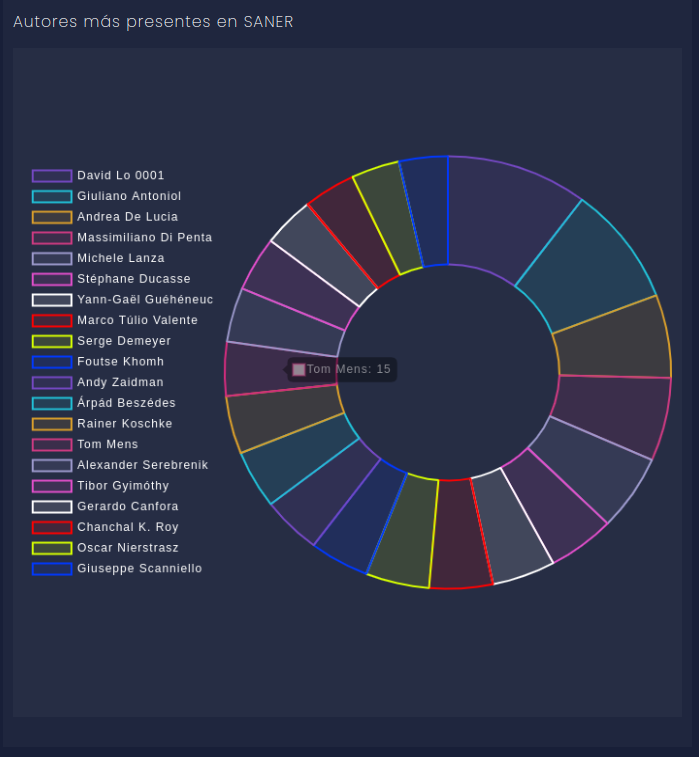 Autores más presentes en SANER
David Lo 0001
Giuliano Antoniol
Andrea De Lucia
Massimiliano Di Penta
Michele Lanza
Stéphane Ducasse
Yann-Gaël Guéhéneuc
Marco Túlio Valente
Serge Demeyer
Foutse Khomh
Andy Zaidman
Árpád Beszédes
Rainer Koschke
Tom Mens: 15
Tom Mens
Alexander Serebrenik
Tibor Gyimóthy
Gerardo Canfora
Chanchal K. Roy
Oscar Nierstrasz
Giuseppe Scanniello